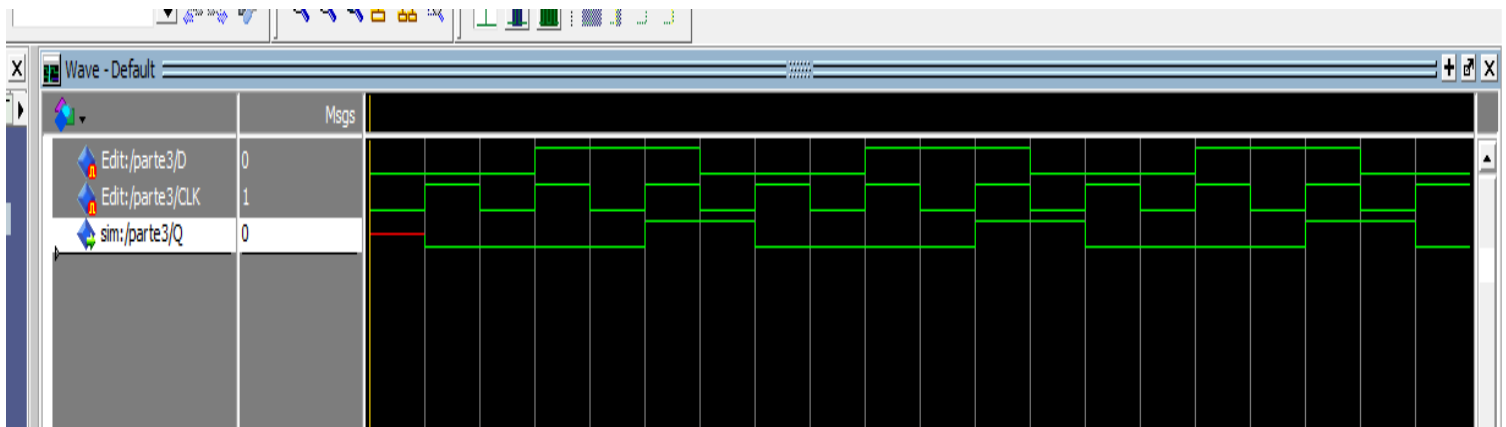 Wave - Default
Msgs
Edit:/parte3/D 0
Edit:/parte3/CLK 1
sim:/parte3/Q 0